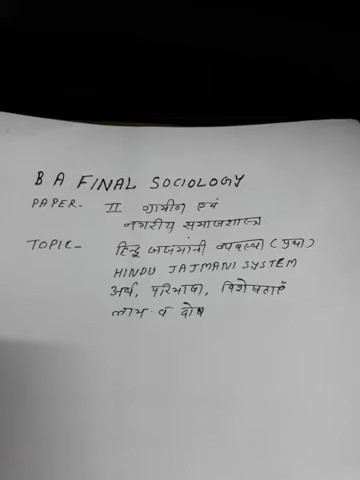 B A FINAL SOCIOLOGY
PAPER- II ग्रामीण एवं
नगरीय समाजशास्त्र
TOPIC- हिन्दू जजमानी व्यवस्था (प्रथा)
HINDU JAJMANI SYSTEM
अर्थ, परिभाषा, विशेषताएँ
लाभ व दोष